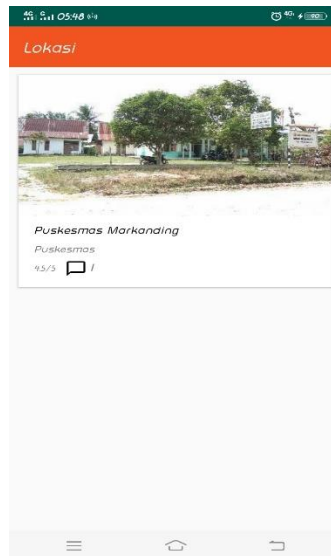 05:48
Lokasi
Puskesmas Markanding
Puskesmas
4.5/5 1